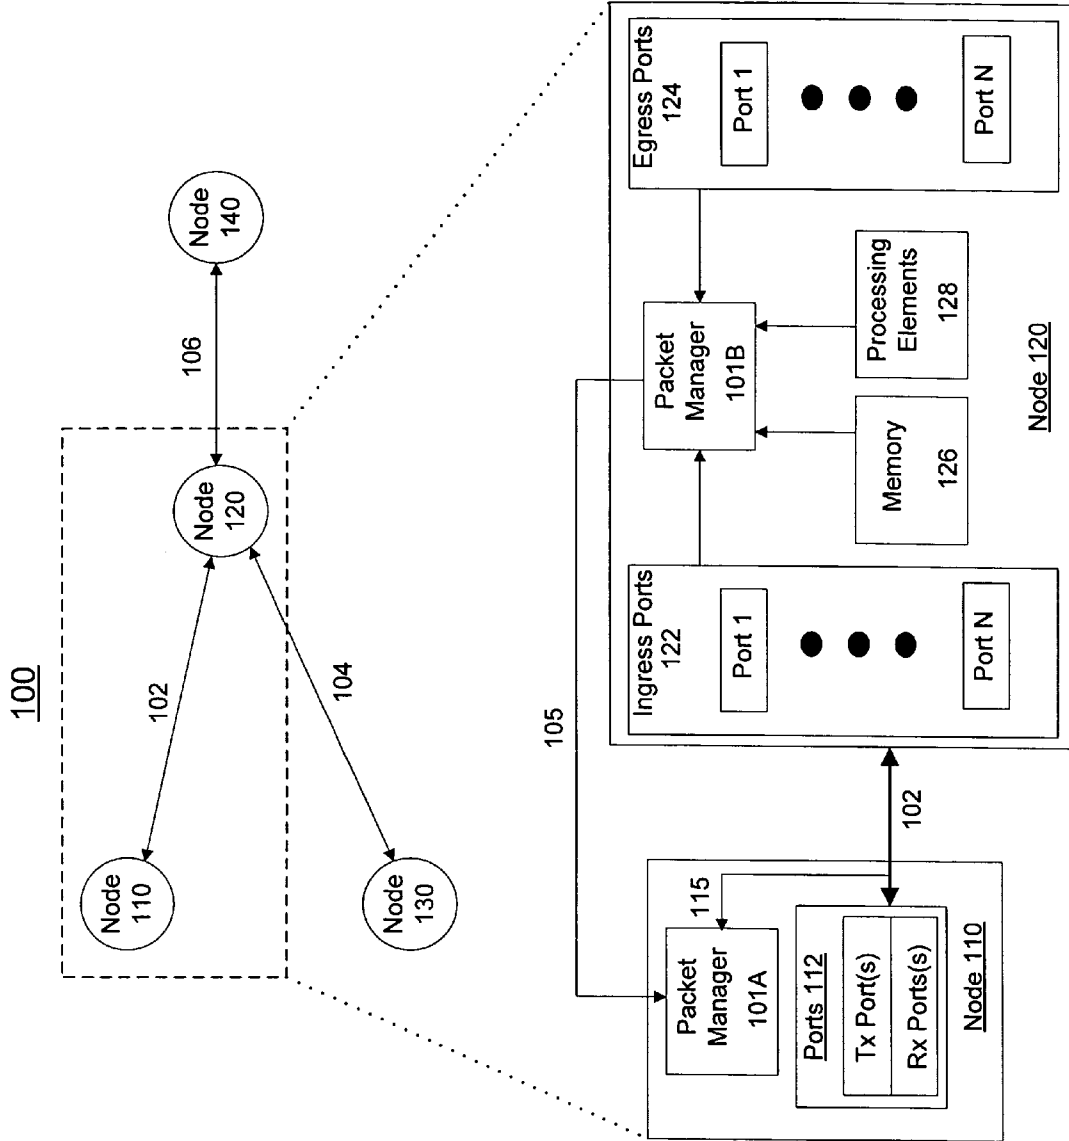 100
Node
110
102
Node
120
106
Node
140
104
Node
130
105
Packet
Manager
101A
115
Ports 112
Tx Port(s)
Rx Ports(s)
Node 110
102
Ingress Ports
122
Port 1
Port N
Packet
Manager
101B
Memory
126
Processing
Elements
128
Egress Ports
124
Port 1
Port N
Node 120